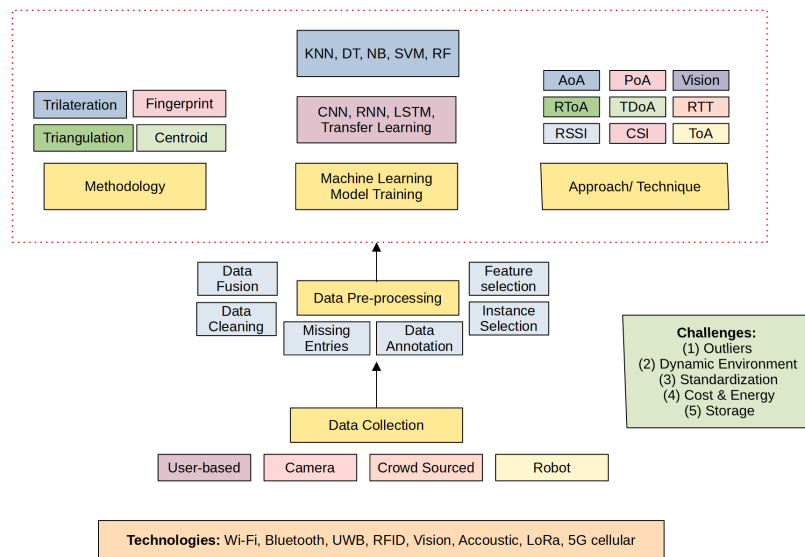 KNN, DT, NB, SVM, RF
CNN, RNN, LSTM,
Transfer Learning
Machine Learning
Model Training
Trilateration
Fingerprint
Triangulation
Centroid
Methodology
AoA
PoA
Vision
RToA
TDoA
RTT
RSSI
CSI
ToA
Approach/ Technique
Data
Fusion
Data
Cleaning
Data Pre-processing
Missing
Entries
Data
Annotation
Feature
selection
Instance
Selection
Challenges:
(1) Outliers
(2) Dynamic Environment
(3) Standardization
(4) Cost & Energy
(5) Storage
Data Collection
User-based
Camera
Crowd Sourced
Robot
Technologies: Wi-Fi, Bluetooth, UWB, RFID, Vision, Accoustic, LoRa, 5G cellular